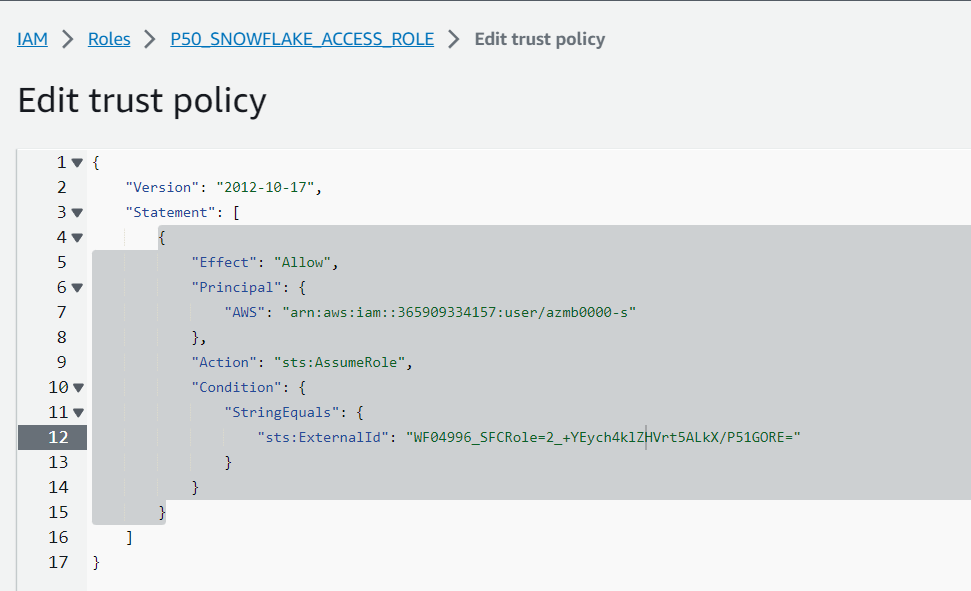 IAM > Roles > P50_SNOWFLAKE_ACCESS_ROLE > Edit trust policy
Edit trust policy
1 {
2 "Version": "2012-10-17",
3 "Statement": [
4 {
5 "Effect": "Allow",
6 "Principal": {
7 "AWS": "arn:aws:iam::365909334157:user/azmb0000-s"
8 },
9 "Action": "sts:AssumeRole",
10 "Condition": {
11 "StringEquals": {
12 "sts:ExternalId": "WF04996_SFCRole=2_+YEych4klZHVrt5ALkX/P51GORE="
13 }
14 }
15 }
16 ]
17 }